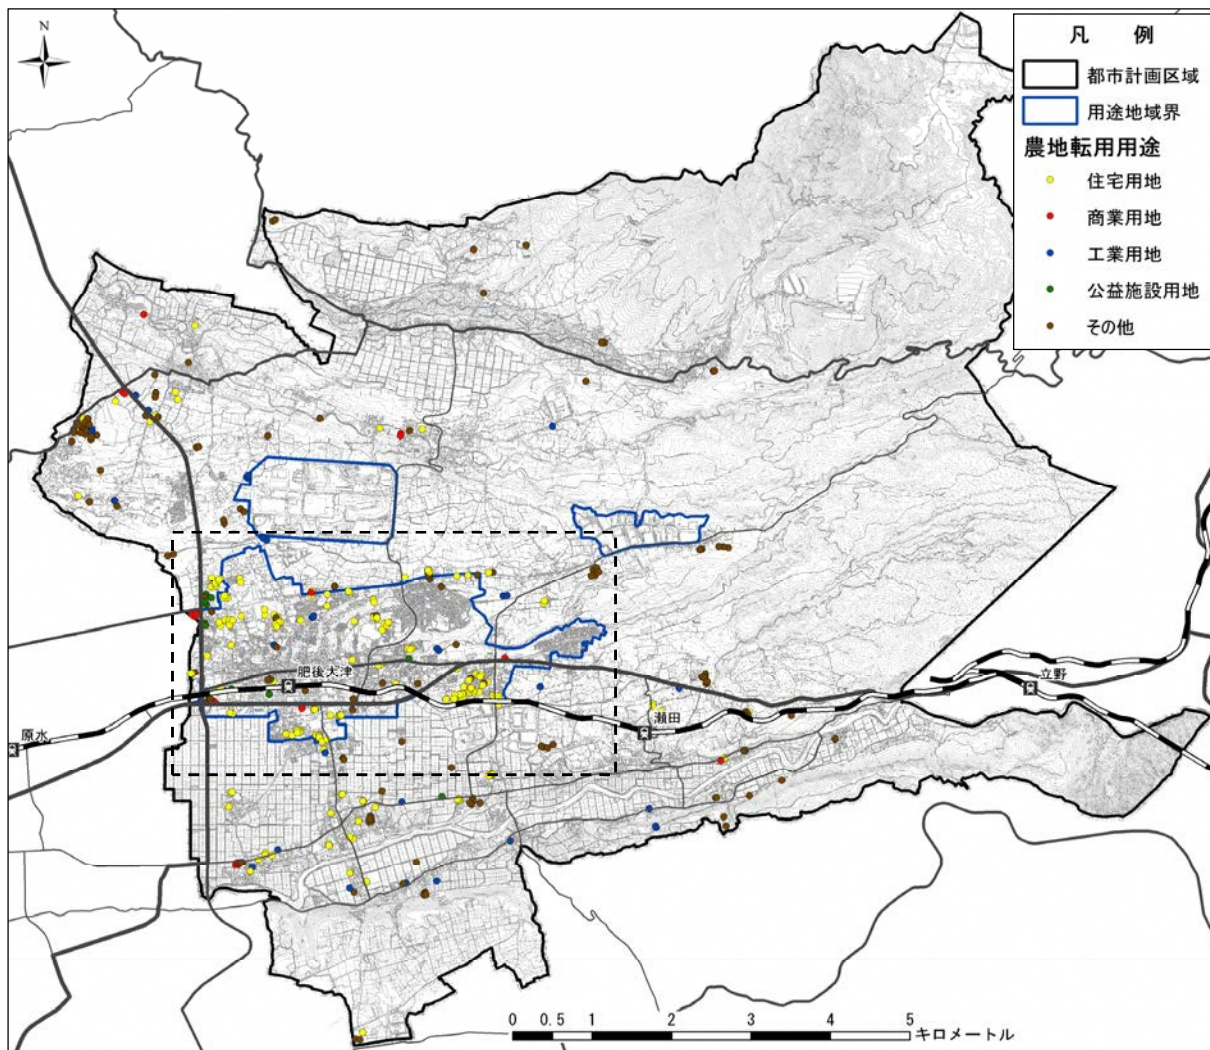 N
凡 例
都市計画区域
用途地域界
農地転用用途
住宅用地
商業用地
工業用地
公益施設用地
その他
肥後大津
立野
瀬田
原水
0 0.5 1 2 3 4 5
キロメートル